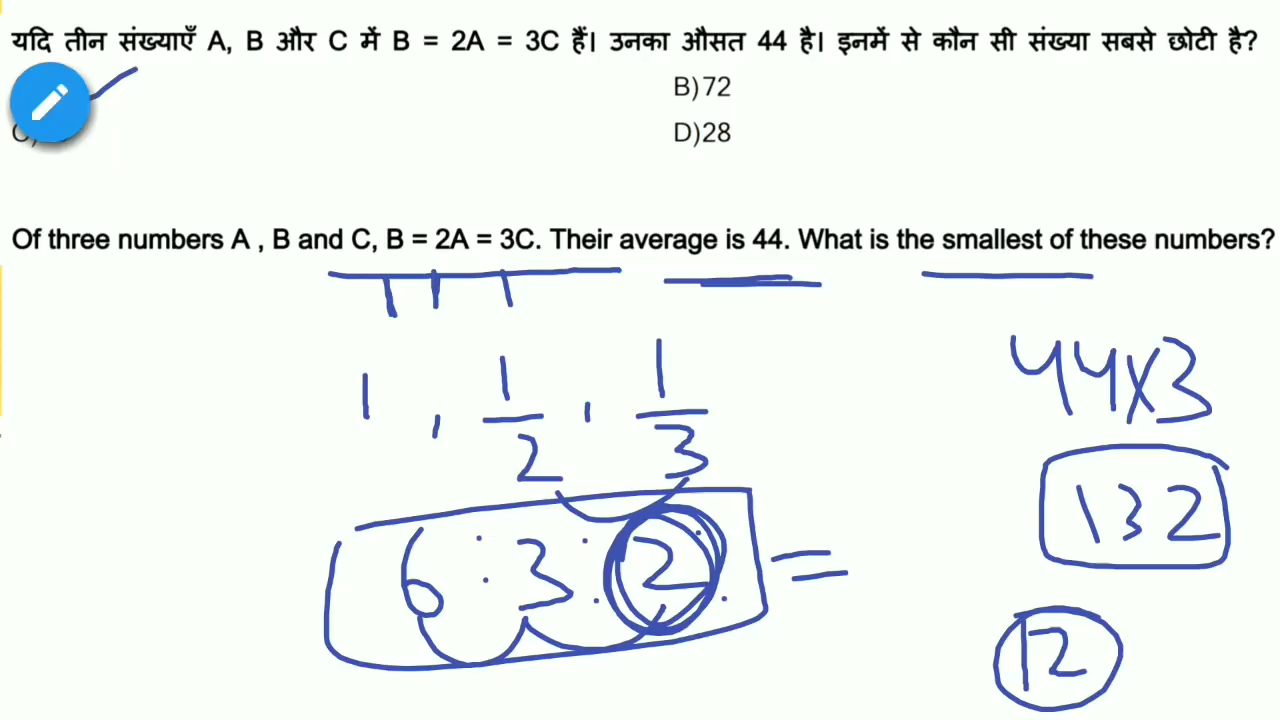 यदि तीन संख्याएँ A, B और C में B = 2A = 3C हैं। उनका औसत 44 है। इनमें से कौन सी संख्या सबसे छोटी है?
B)72
D)28
Of three numbers A , B and C, B = 2A = 3C. Their average is 44. What is the smallest of these numbers?
1 , 1/2 , 1/3
44x3
132
6 : 3 : 2 =
12